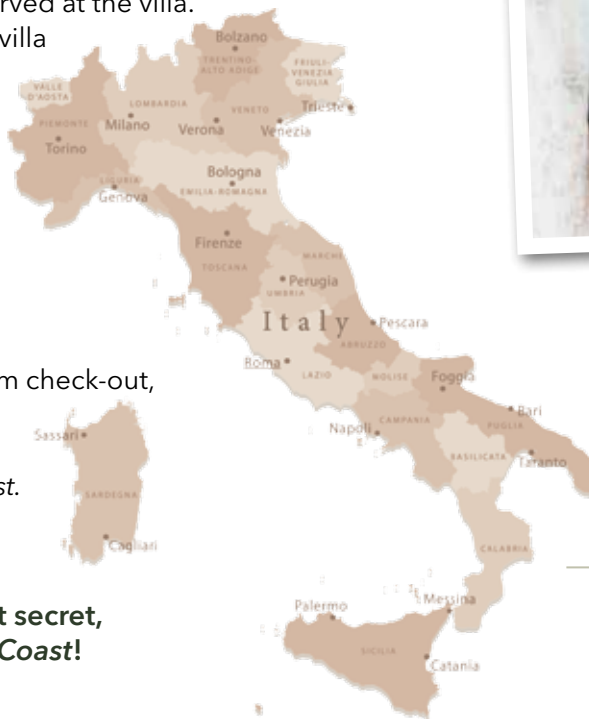 rved at the villa.
villa
Bolzano
TRENTINO-
ALTO ADIGE
FRIULI-
VENEZIA
GIULIA
VALLE
D'AOSTA
LOMBARDIA
VENETO
Trieste
PIEMONTE
Milano
Verona
Venezia
Torino
Bologna
LIGURIA
EMILIA-ROMAGNA
Genova
Firenze
MARCHE
TOSCANA
Perugia
UMBRIA
Italy
Pescara
ABRUZZO
Roma
LAZIO
MOLISE
Foggia
m check-out,
Bari
CAMPANIA
PUGLIA
Napoli
Sassari
BASILICATA
Taranto
st.
SARDEGNA
Cagliari
CALABRIA
t secret,
Coast!
Palermo
Messina
SICILIA
Catania